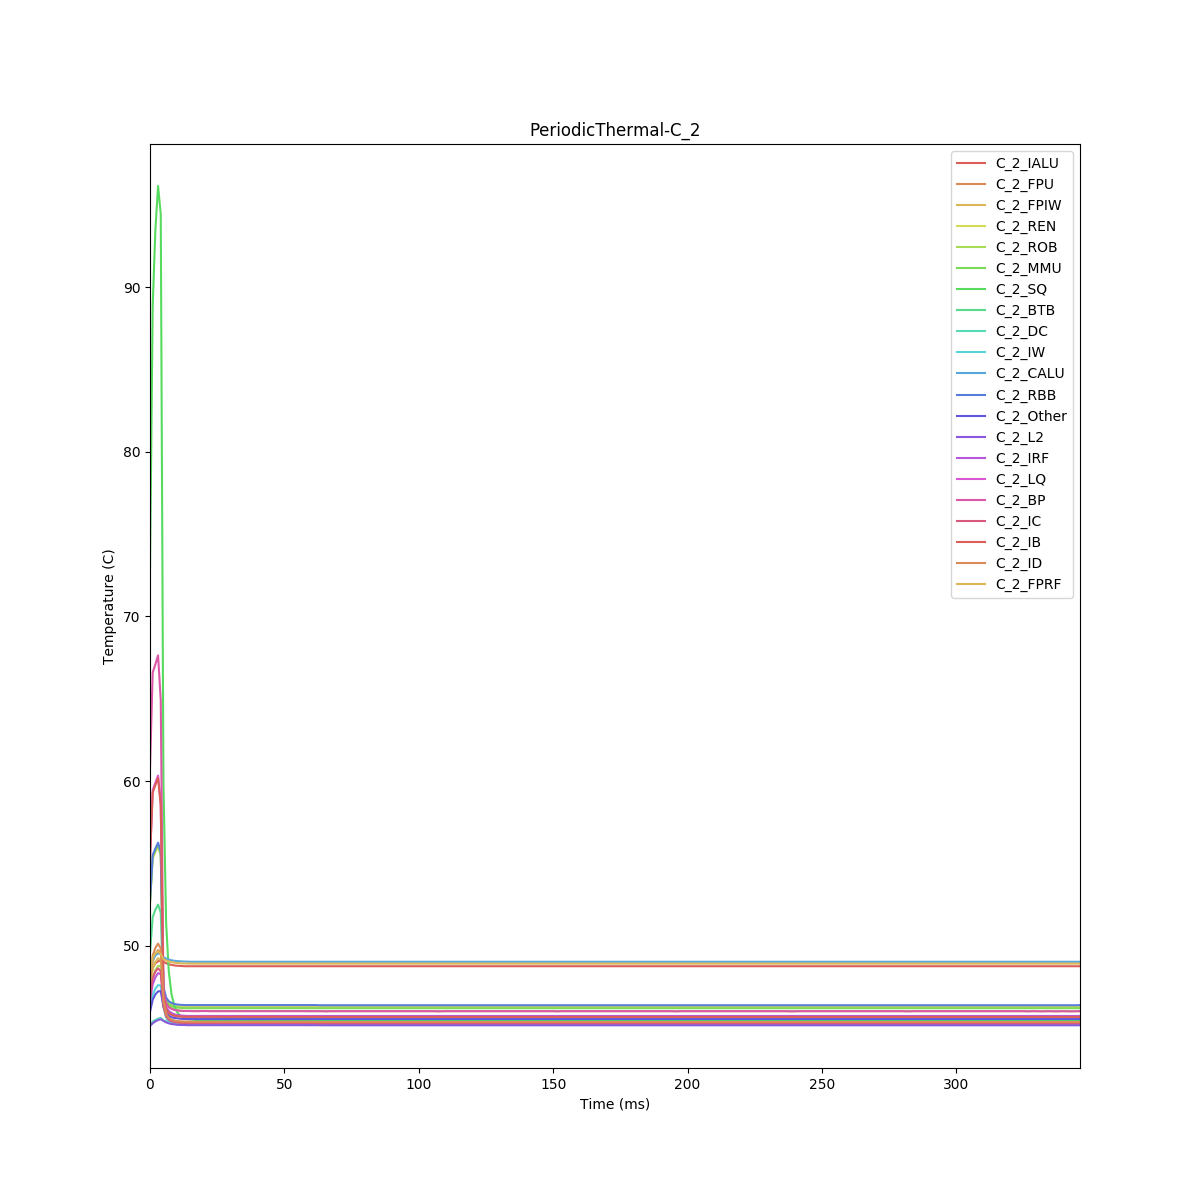 PeriodicThermal-C_2
C_2_IALU
C_2_FPU
C_2_FPIW
C_2_REN
C_2_ROB
C_2_MMU
C_2_SQ
C_2_BTB
C_2_DC
C_2_IW
C_2_CALU
C_2_RBB
C_2_Other
C_2_L2
C_2_IRF
C_2_LQ
C_2_BP
C_2_IC
C_2_IB
C_2_ID
C_2_FPRF
90
80
70
60
50
Temperature (C)
0 50 100 150 200 250 300
Time (ms)